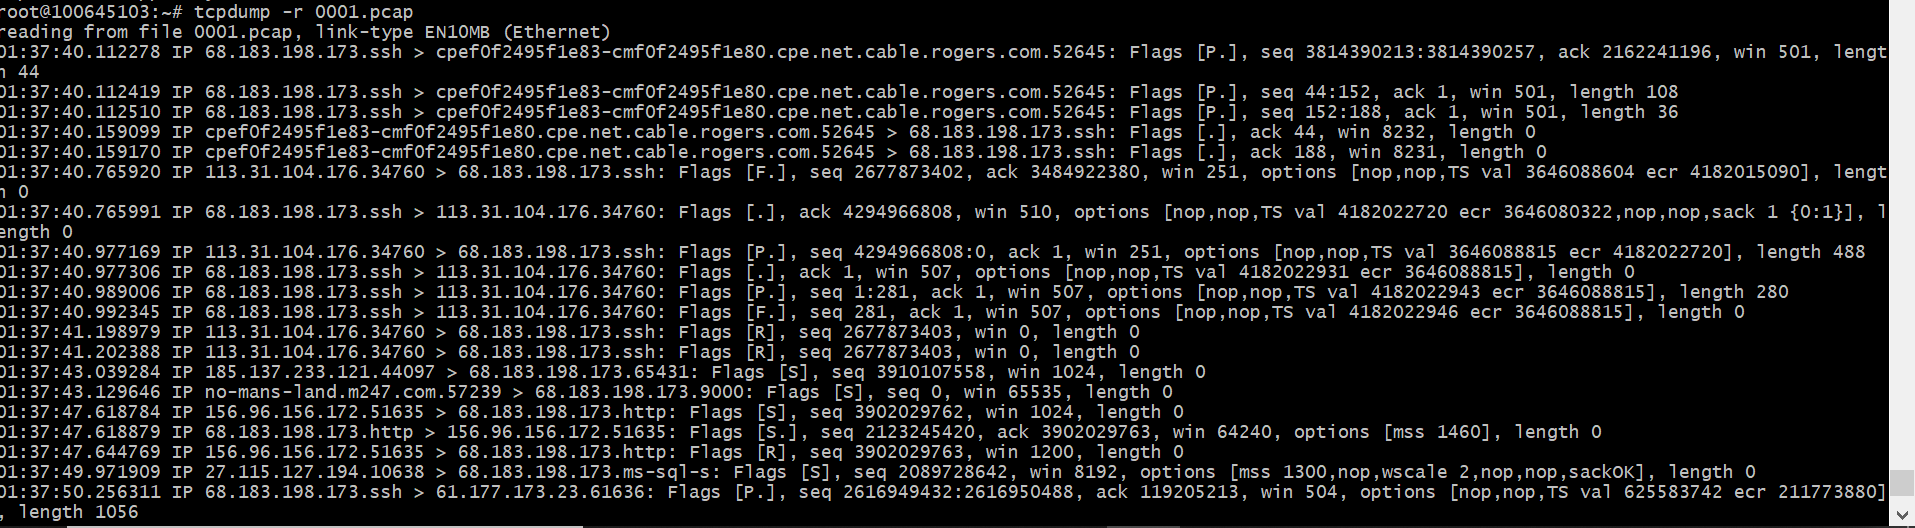 root@100645103:~# tcpdump -r 0001.pcap
reading from file 0001.pcap, link-type EN10MB (Ethernet)
01:37:40.112278 IP 68.183.198.173.ssh > cpef0f2495f1e83-cmf0f2495f1e80.cpe.net.cable.rogers.com.52645: Flags [P.], seq 3814390213:3814390257, ack 2162241196, win 501, lengt
h 44
01:37:40.112419 IP 68.183.198.173.ssh > cpef0f2495f1e83-cmf0f2495f1e80.cpe.net.cable.rogers.com.52645: Flags [P.], seq 44:152, ack 1, win 501, length 108
01:37:40.112510 IP 68.183.198.173.ssh > cpef0f2495f1e83-cmf0f2495f1e80.cpe.net.cable.rogers.com.52645: Flags [P.], seq 152:188, ack 1, win 501, length 36
01:37:40.159099 IP cpef0f2495f1e83-cmf0f2495f1e80.cpe.net.cable.rogers.com.52645 > 68.183.198.173.ssh: Flags [.], ack 44, win 8232, length 0
01:37:40.159170 IP cpef0f2495f1e83-cmf0f2495f1e80.cpe.net.cable.rogers.com.52645 > 68.183.198.173.ssh: Flags [.], ack 188, win 8231, length 0
01:37:40.765920 IP 113.31.104.176.34760 > 68.183.198.173.ssh: Flags [F.], seq 2677873402, ack 3484922380, win 251, options [nop,nop,TS val 3646088604 ecr 4182015090], lengt
h 0
01:37:40.765991 IP 68.183.198.173.ssh > 113.31.104.176.34760: Flags [.], ack 4294966808, win 510, options [nop,nop,TS val 4182022720 ecr 3646080322,nop,nop,sack 1 {0:1}], l
ength 0
01:37:40.977169 IP 113.31.104.176.34760 > 68.183.198.173.ssh: Flags [P.], seq 4294966808:0, ack 1, win 251, options [nop,nop,TS val 3646088815 ecr 4182022720], length 488
01:37:40.977306 IP 68.183.198.173.ssh > 113.31.104.176.34760: Flags [.], ack 1, win 507, options [nop,nop,TS val 4182022931 ecr 3646088815], length 0
01:37:40.989006 IP 68.183.198.173.ssh > 113.31.104.176.34760: Flags [P.], seq 1:281, ack 1, win 507, options [nop,nop,TS val 4182022943 ecr 3646088815], length 280
01:37:40.992345 IP 68.183.198.173.ssh > 113.31.104.176.34760: Flags [F.], seq 281, ack 1, win 507, options [nop,nop,TS val 4182022946 ecr 3646088815], length 0
01:37:41.198979 IP 113.31.104.176.34760 > 68.183.198.173.ssh: Flags [R], seq 2677873403, win 0, length 0
01:37:41.202388 IP 113.31.104.176.34760 > 68.183.198.173.ssh: Flags [R], seq 2677873403, win 0, length 0
01:37:43.039284 IP 185.137.233.121.44097 > 68.183.198.173.65431: Flags [S], seq 3910107558, win 1024, length 0
01:37:43.129646 IP no-mans-land.m247.com.57239 > 68.183.198.173.9000: Flags [S], seq 0, win 65535, length 0
01:37:47.618784 IP 156.96.156.172.51635 > 68.183.198.173.http: Flags [S], seq 3902029762, win 1024, length 0
01:37:47.618879 IP 68.183.198.173.http > 156.96.156.172.51635: Flags [S.], seq 2123245420, ack 3902029763, win 64240, options [mss 1460], length 0
01:37:47.644769 IP 156.96.156.172.51635 > 68.183.198.173.http: Flags [R], seq 3902029763, win 1200, length 0
01:37:49.971909 IP 27.115.127.194.10638 > 68.183.198.173.ms-sql-s: Flags [S], seq 2089728642, win 8192, options [mss 1300,nop,wscale 2,nop,nop,sackOK], length 0
01:37:50.256311 IP 68.183.198.173.ssh > 61.177.173.23.61636: Flags [P.], seq 2616949432:2616950488, ack 119205213, win 504, options [nop,nop,TS val 625583742 ecr 211773880]
, length 1056